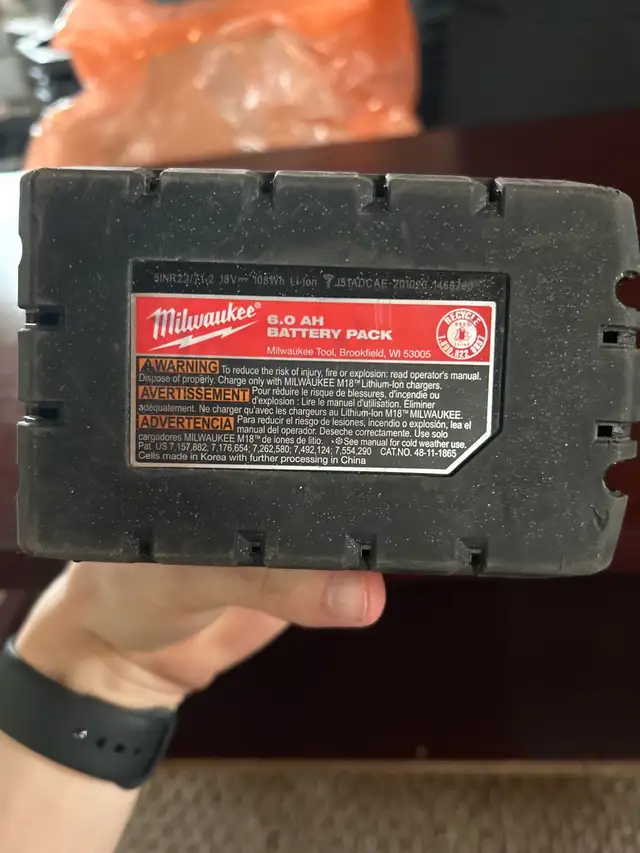 18V⎓ 108Wh Li-Ion J51ADCAE
Milwaukee®
6.0 AH
BATTERY PACK
Milwaukee Tool, Brookfield, WI 53005
RECYCLE
1.800.822.8837
WARNING To reduce the risk of injury, fire or explosion: read operator's manual.
Dispose of properly. Charge only with MILWAUKEE M18™ Lithium-Ion chargers.
AVERTISSEMENT Pour réduire le risque de blessures, d'incendie ou
d'explosion : Lire le manuel d'utilisation. Eliminer
adéquatement. Ne charger qu'avec les chargeurs au Lithium-Ion M18™ MILWAUKEE.
ADVERTENCIA Para reducir el riesgo de lesiones, incendio o explosión, lea el
manual del operador. Deseche correctamente. Use solo
cargadores MILWAUKEE M18™ de iones de litio. See manual for cold weather use.
Pat. US 7,157,882; 7,176,654; 7,262,580; 7,492,124; 7,554,290 CAT.NO. 48-11-1865
Cells made in Korea with further processing in China